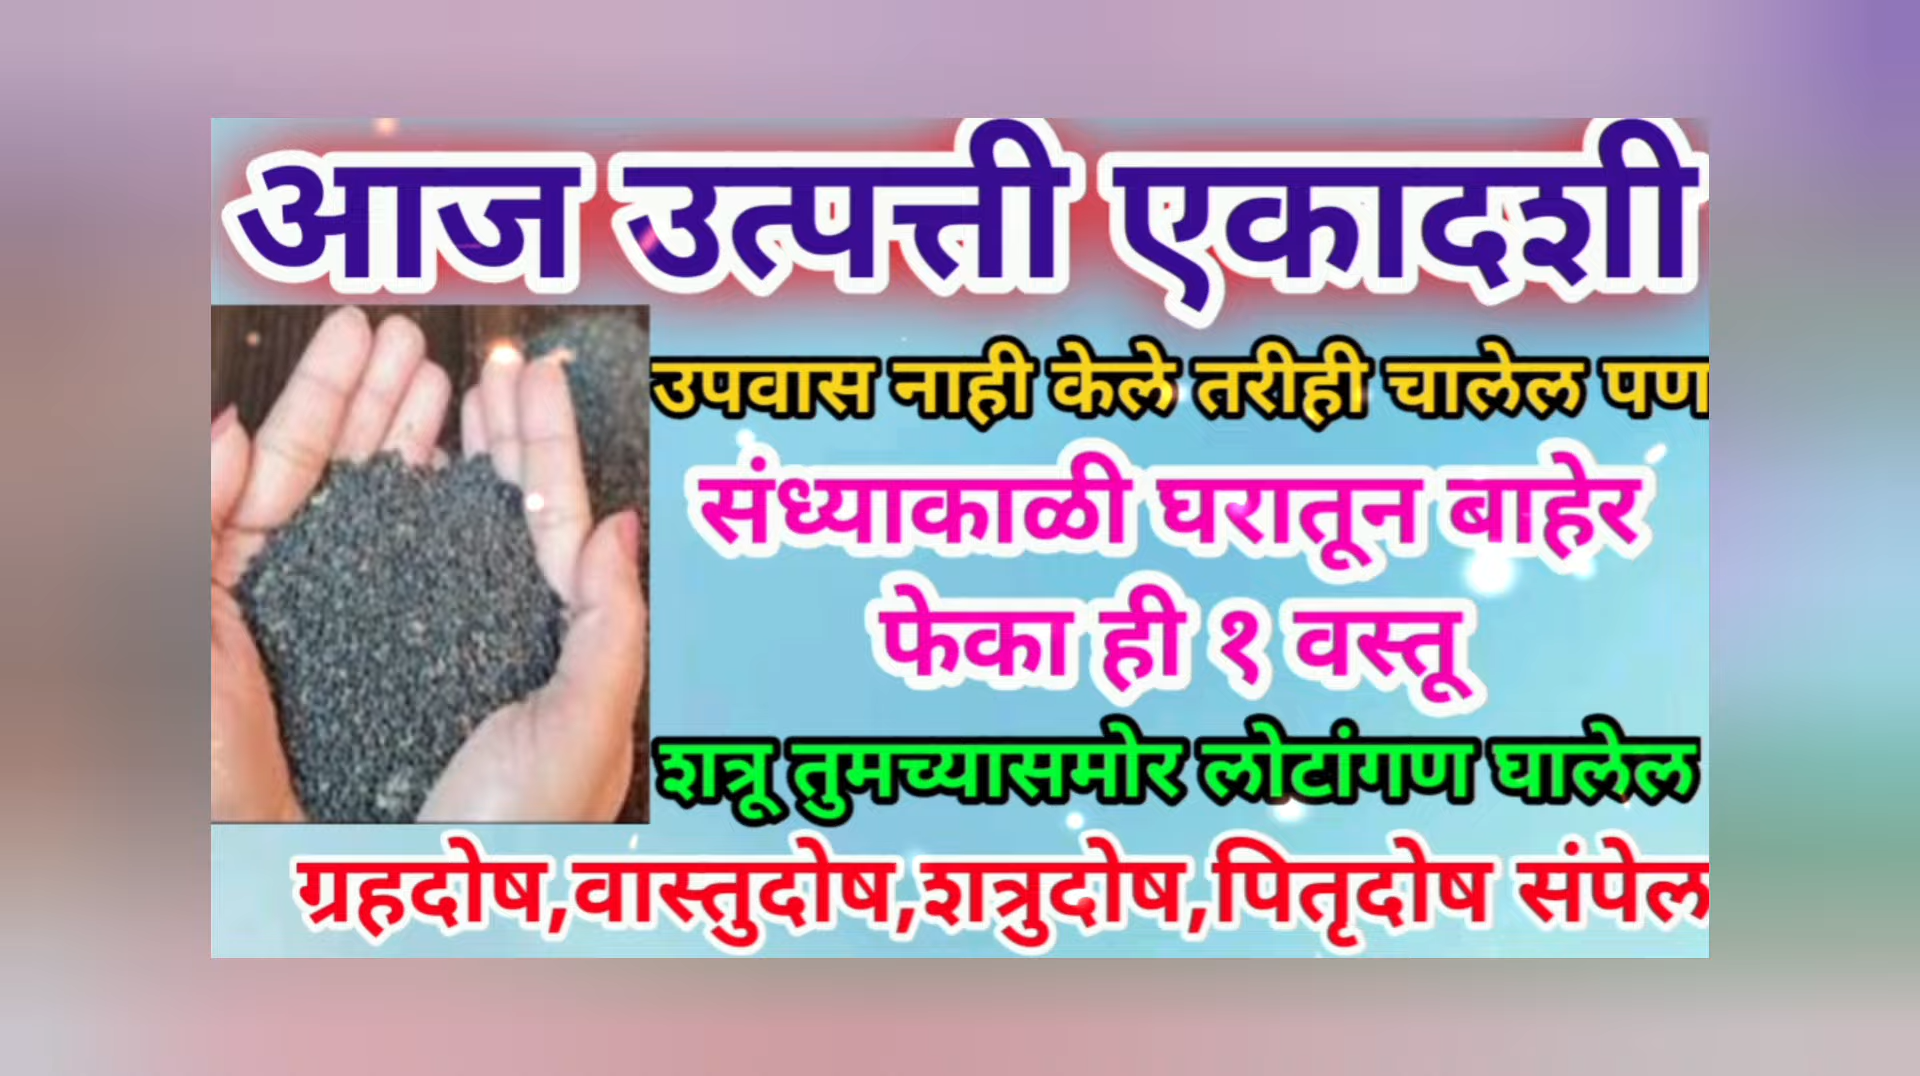 आज उत्पत्ती एकादशी
उपवास नाही केले तरीही चालेल पण
संध्याकाळी घरातून बाहेर
फेका ही १ वस्तू
शत्रू तुमच्यासमोर लोटांगण घालेल
ग्रहदोष,वास्तुदोष,शत्रुदोष,पितृदोष संपेल